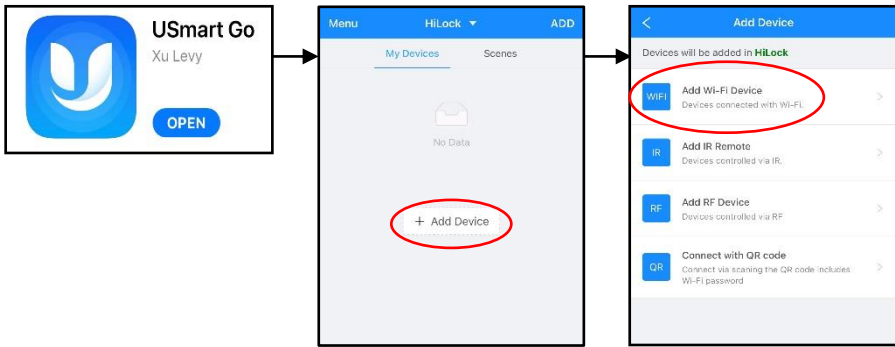 USmart Go
Xu Levy
OPEN
Menu
HiLock
ADD
My Devices
Scenes
No Data
+ Add Device
Add Device
Devices will be added in HiLock
WIFI
Add Wi-Fi Device
Devices connected with Wi-Fi.
IR
Add IR Remote
Devices controlled via IR.
RF
Add RF Device
Devices controlled via RF
QR
Connect with QR code
Connect via scaning the QR code includes
Wi-Fi password